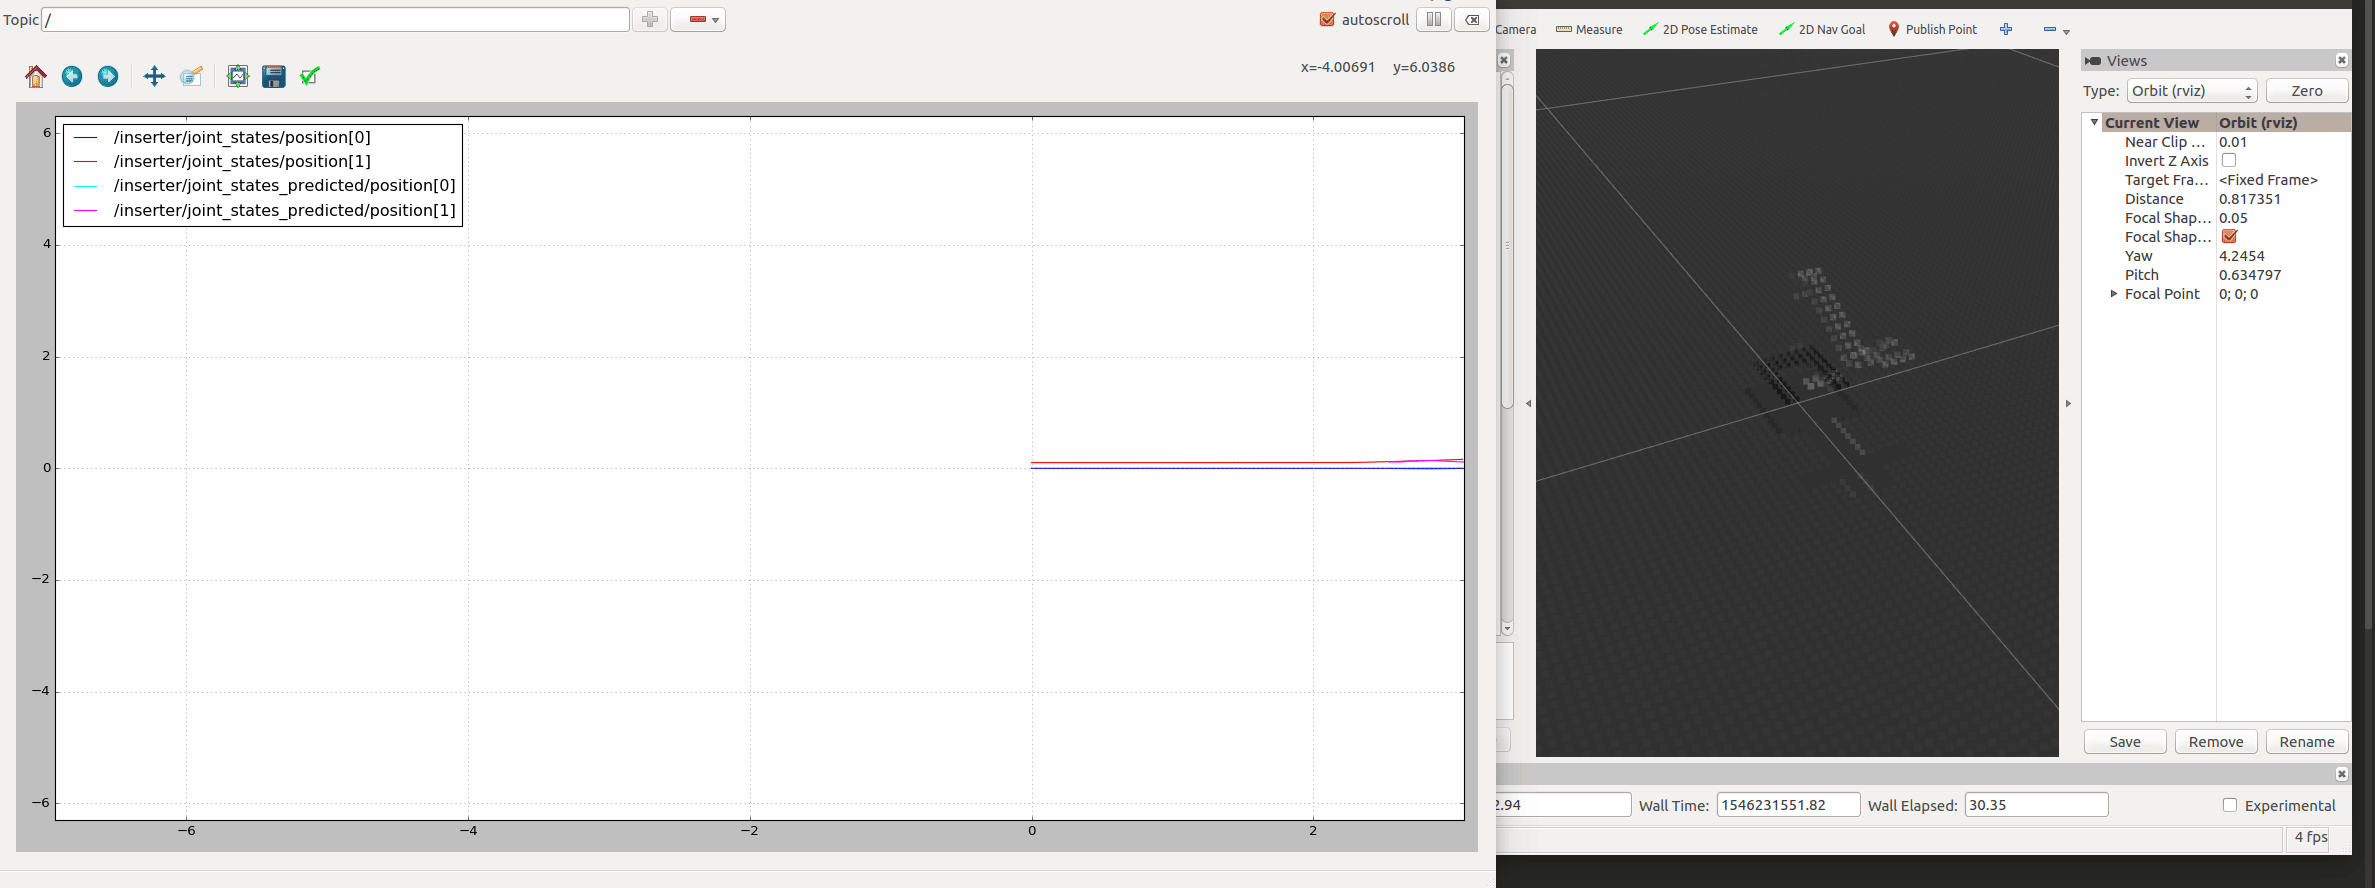 Topic /
autoscroll
x=-4.00691 y=6.0386
/inserter/joint_states/position[0]
/inserter/joint_states/position[1]
/inserter/joint_states_predicted/position[0]
/inserter/joint_states_predicted/position[1]
6
4
2
0
−2
−4
−6
−6 −4 −2 0 2
Camera Measure 2D Pose Estimate 2D Nav Goal Publish Point
Views
Type: Orbit (rviz) Zero
Current View Orbit (rviz)
Near Clip ... 0.01
Invert Z Axis
Target Fra... <Fixed Frame>
Distance 0.817351
Focal Shap... 0.05
Focal Shap...
Yaw 4.2454
Pitch 0.634797
Focal Point 0; 0; 0
Save Remove Rename
2.94 Wall Time: 1546231551.82 Wall Elapsed: 30.35 Experimental
4 fps